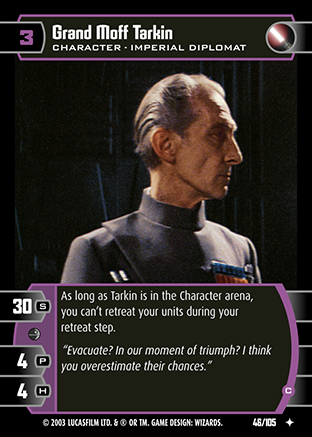 3 Grand Moff Tarkin
CHARACTER · IMPERIAL DIPLOMAT
30 S
As long as Tarkin is in the Character arena,
you can't retreat your units during your
retreat step.
4 P
"Evacuate? In our moment of triumph? I think
you overestimate their chances."
4 H
C
© 2003 LUCASFILM LTD. & ® OR TM. GAME DESIGN: WIZARDS. 46/105